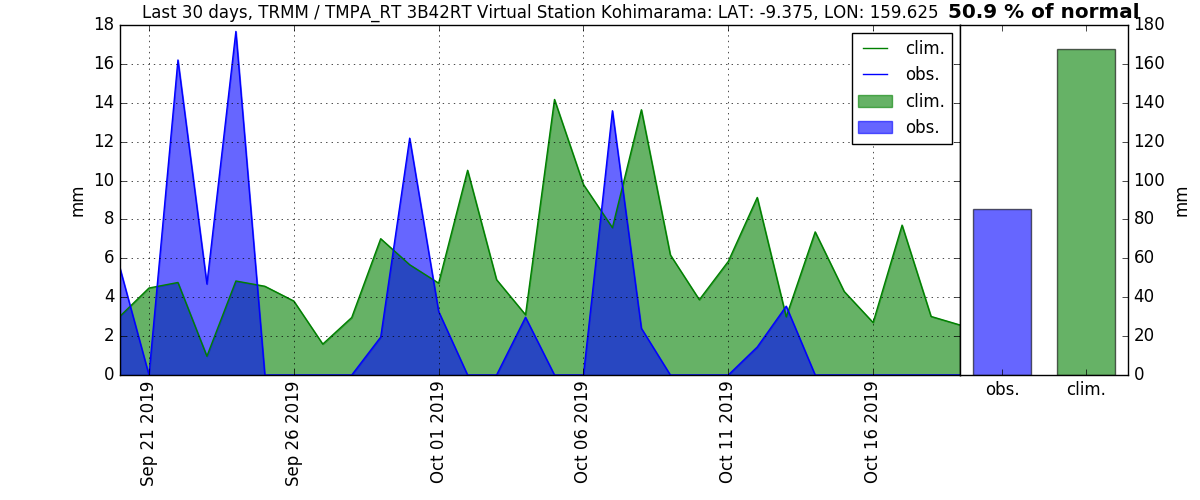 Last 30 days, TRMM / TMPA_RT 3B42RT Virtual Station Kohimarama: LAT: -9.375, LON: 159.625
50.9 % of normal
18
16
14
12
10
8
6
4
2
0
mm
clim.
obs.
clim.
obs.
180
160
140
120
100
80
60
40
20
0
mm
Sep 21 2019
Sep 26 2019
Oct 01 2019
Oct 06 2019
Oct 11 2019
Oct 16 2019
obs.
clim.